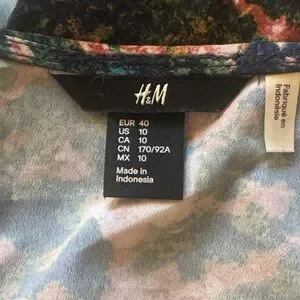 H&M
EUR 40
US 10
CA 10
CN 170/92A
MX 10
Made in
Indonesia
Fabriqué en
Indonésie